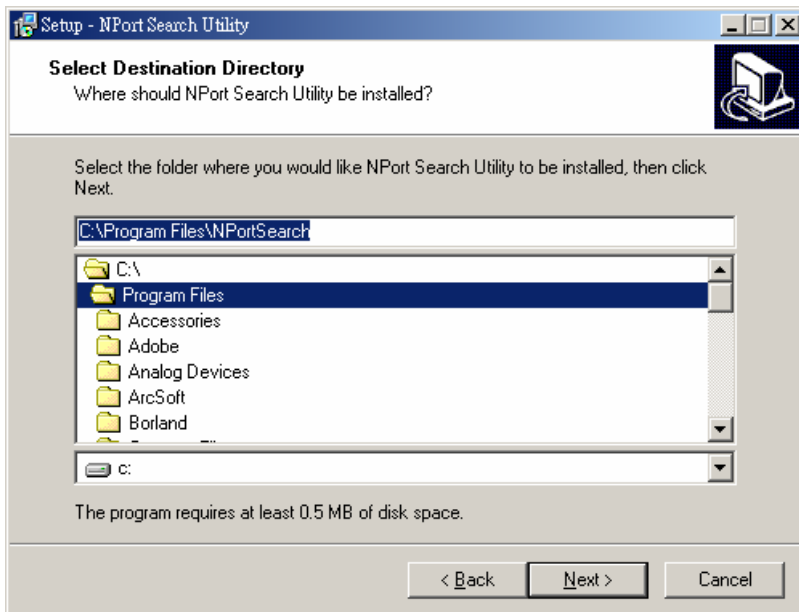 Setup - NPort Search Utility
Select Destination Directory
Where should NPort Search Utility be installed?
Select the folder where you would like NPort Search Utility to be installed, then click
Next.
C:\Program Files\NPortSearch
C:\
Program Files
Accessories
Adobe
Analog Devices
ArcSoft
Borland
c:
The program requires at least 0.5 MB of disk space.
< Back
Next >
Cancel